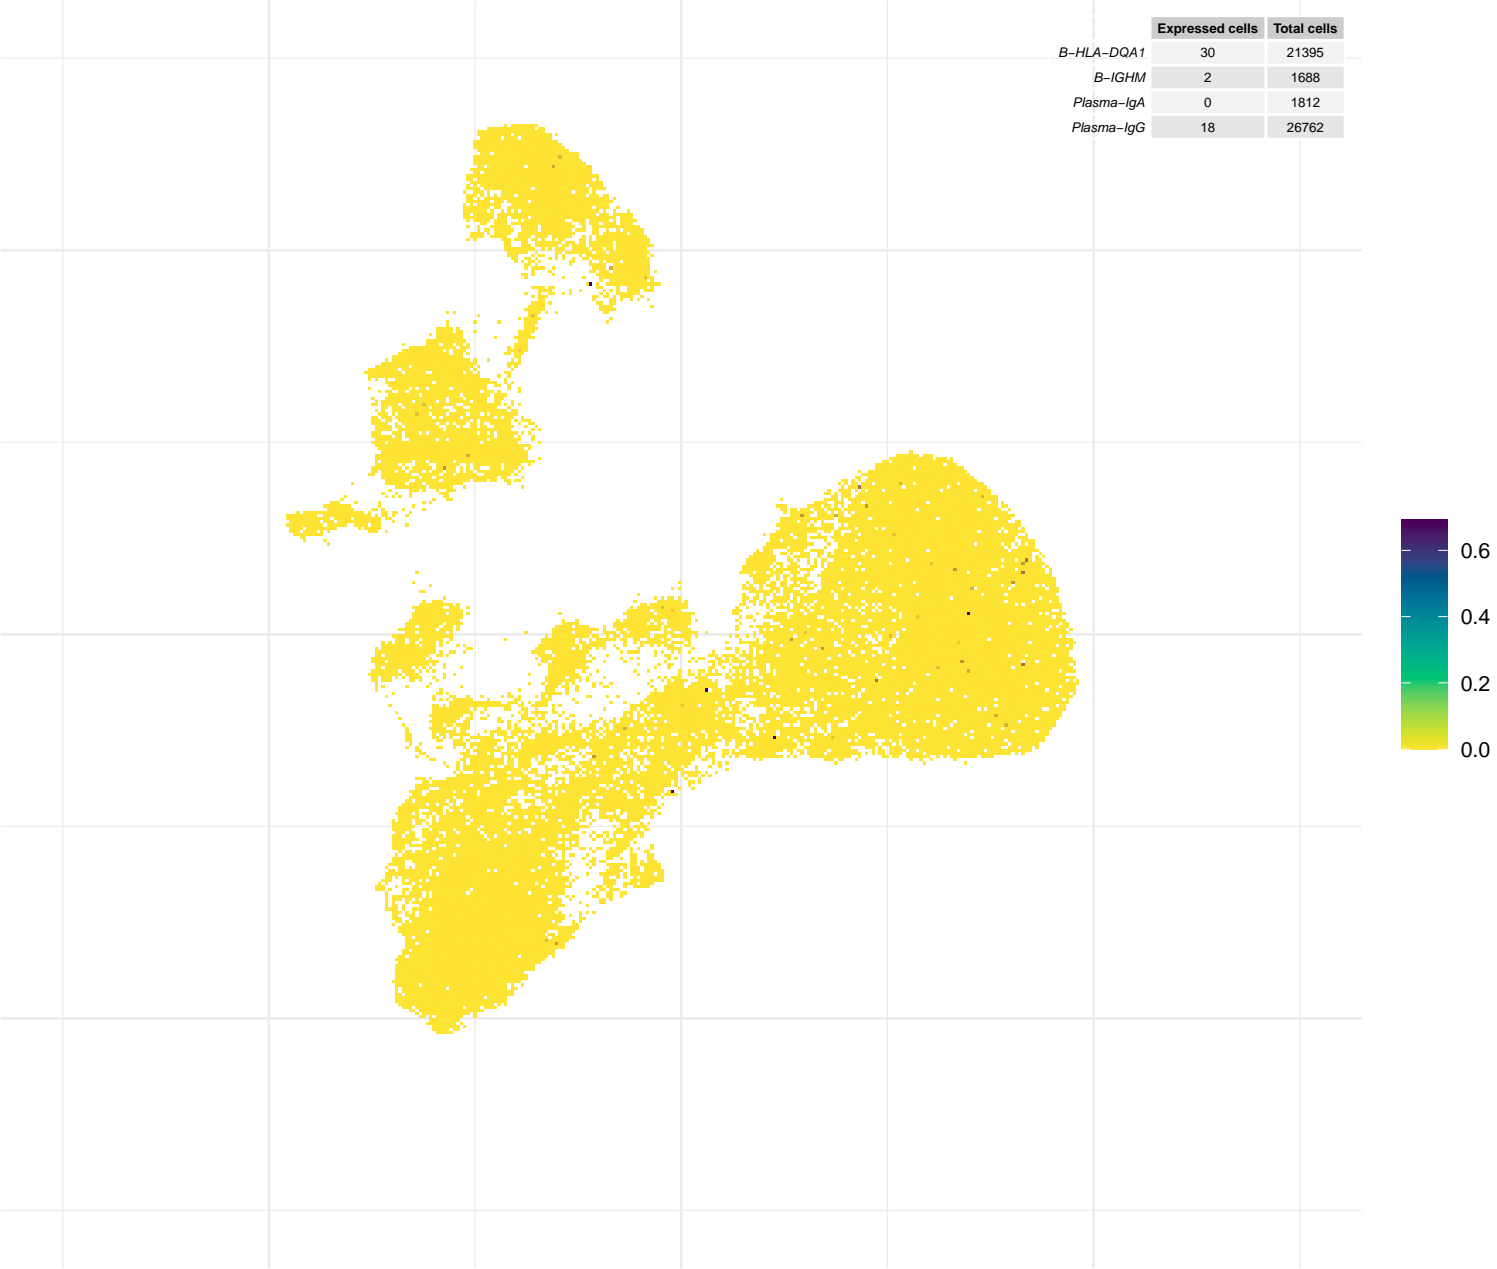 Expressed cells Total cells
B−HLA−DQA1 30 21395
B−IGHM 2 1688
Plasma−IgA 0 1812
Plasma−IgG 18 26762
0.6
0.4
0.2
0.0